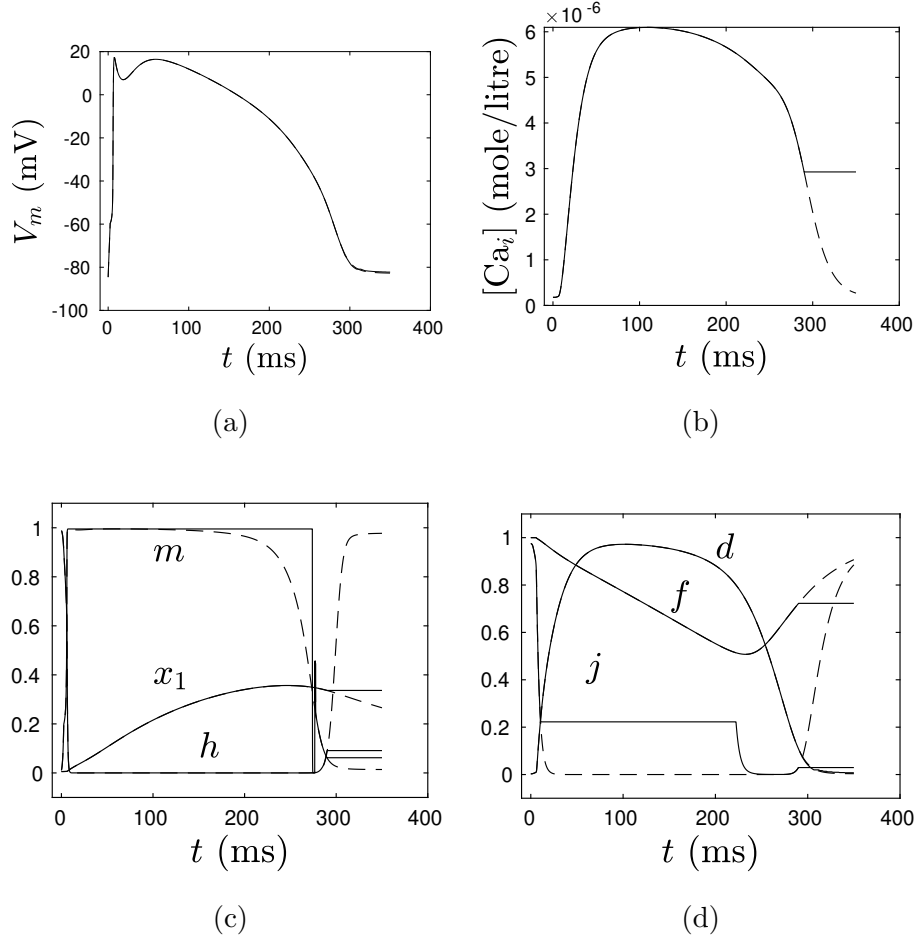 20
0
-20
-40
-60
-80
-100
V_m (mV)
0 100 200 300 400
t (ms)
(a)
×10^-6
6
5
4
3
2
1
0
[Ca_i] (mole/litre)
0 100 200 300 400
t (ms)
(b)
1
0.8
0.6
0.4
0.2
0
m
x_1
h
0 100 200 300 400
t (ms)
(c)
1
0.8
0.6
0.4
0.2
0
d
f
j
0 100 200 300 400
t (ms)
(d)